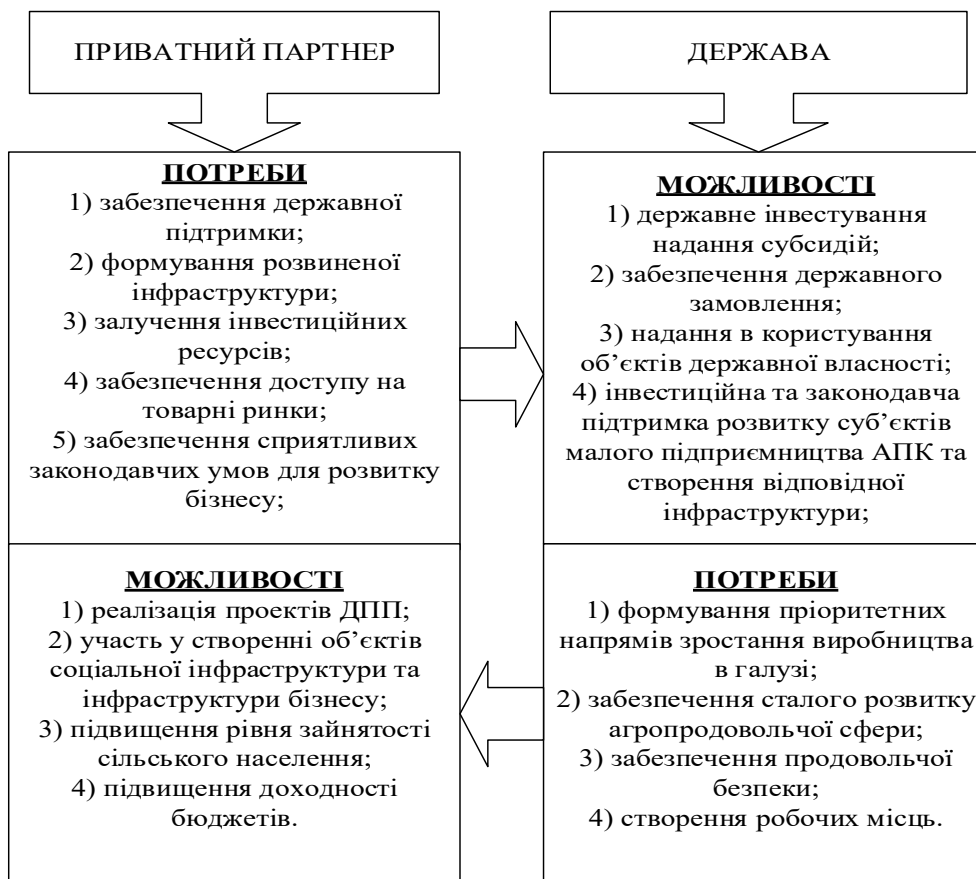 ПРИВАТНИЙ ПАРТНЕР
ДЕРЖАВА
ПОТРЕБИ
1) забезпечення державної
підтримки;
2) формування розвиненої
інфраструктури;
3) залучення інвестиційних
ресурсів;
4) забезпечення доступу на
товарні ринки;
5) забезпечення сприятливих
законодавчих умов для розвитку
бізнесу;
МОЖЛИВОСТІ
1) державне інвестування
надання субсидій;
2) забезпечення державного
замовлення;
3) надання в користування
об’єктів державної власності;
4) інвестиційна та законодавча
підтримка розвитку суб’єктів
малого підприємництва АПК та
створення відповідної
інфраструктури;
МОЖЛИВОСТІ
1) реалізація проектів ДПП;
2) участь у створенні об’єктів
соціальної інфраструктури та
інфраструктури бізнесу;
3) підвищення рівня зайнятості
сільського населення;
4) підвищення доходності
бюджетів.
ПОТРЕБИ
1) формування пріоритетних
напрямів зростання виробництва
в галузі;
2) забезпечення сталого розвитку
агропродовольчої сфери;
3) забезпечення продовольчої
безпеки;
4) створення робочих місць.